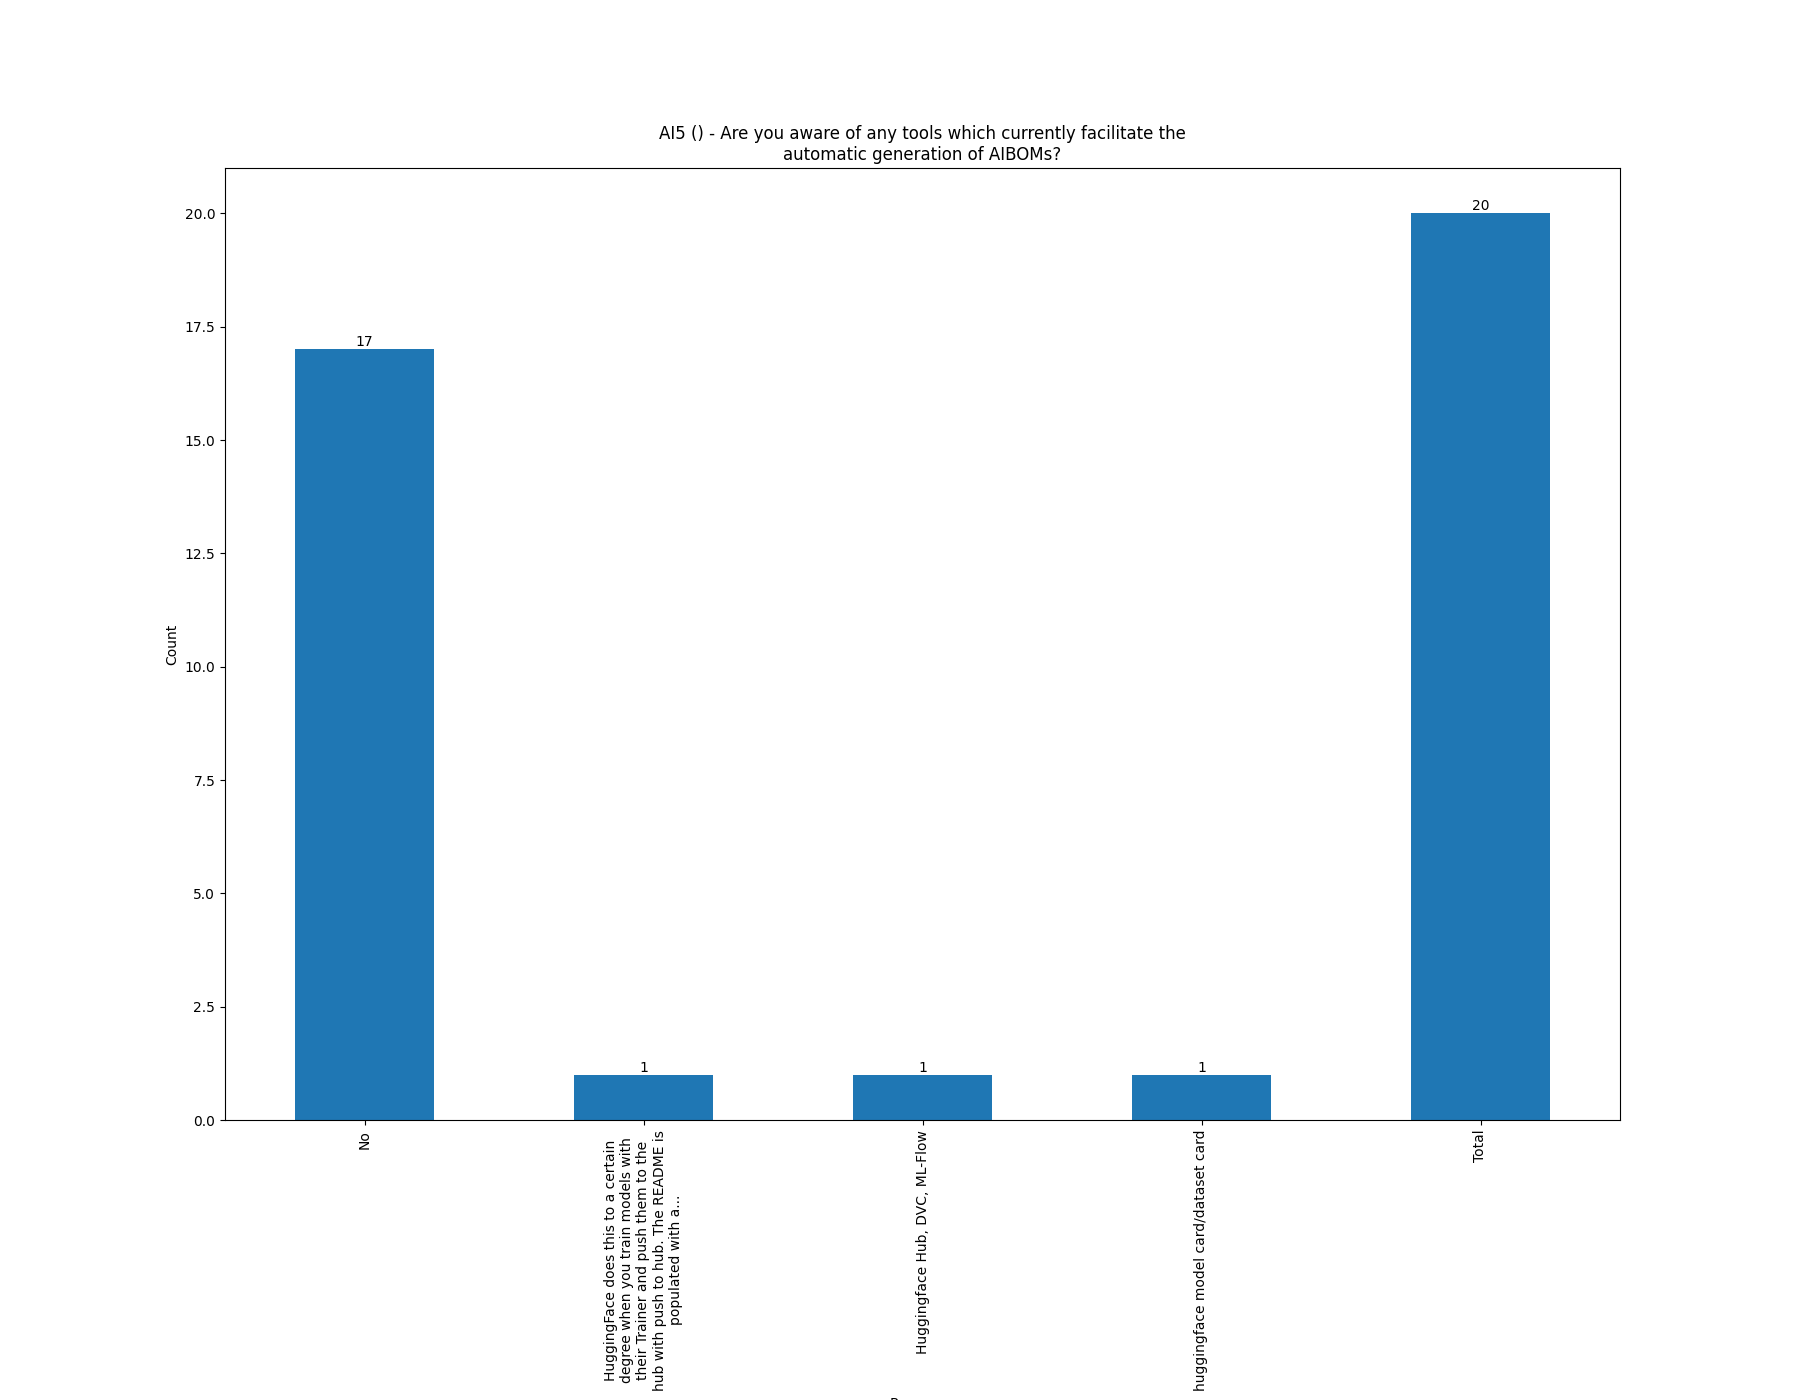 AI5 () - Are you aware of any tools which currently facilitate the
automatic generation of AIBOMs?
20.0
17.5
15.0
12.5
10.0
7.5
5.0
2.5
0.0
Count
17
1
1
1
20
No
HuggingFace does this to a certain
degree when you train models with
their Trainer and push them to the
hub with push to hub. The README is
populated with a...
Huggingface Hub, DVC, ML-Flow
huggingface model card/dataset card
Total